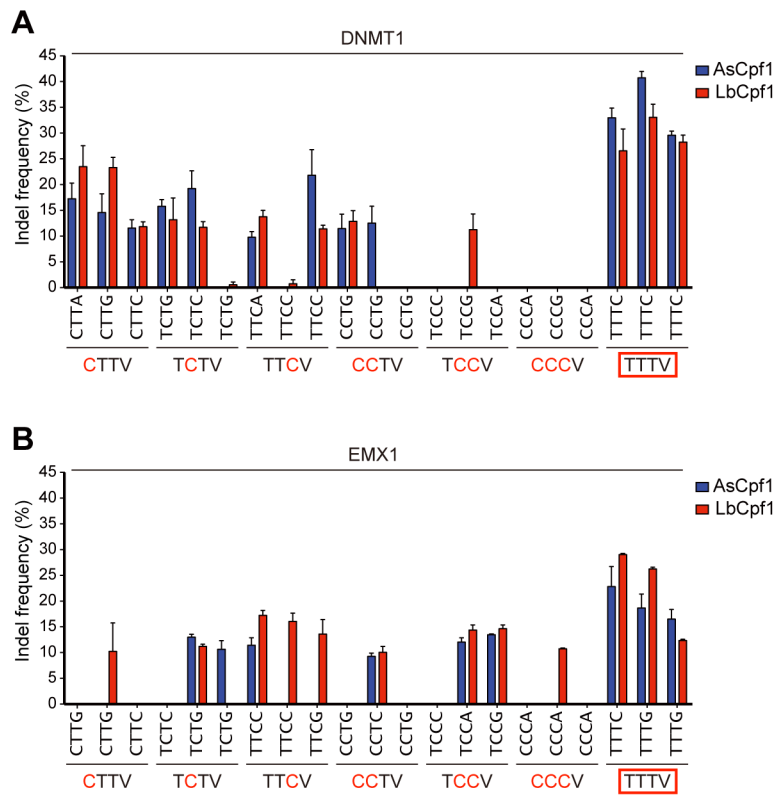 A
DNMT1
Indel frequency (%)
45
40
35
30
25
20
15
10
5
0
AsCpf1
LbCpf1
CTTA CTTG CTTC TCTG TCTC TCTG TTCA TTCC TTCC CCTG CCTG CCTG TCCC TCCG TCCA CCCA CCCG CCCA TTTC TTTC TTTC
CTTV TCTV TTCV CCTV TCCV CCCV TTTV
B
EMX1
Indel frequency (%)
45
40
35
30
25
20
15
10
5
0
AsCpf1
LbCpf1
CTTG CTTG CTTC TCTC TCTG TCTG TTCC TTCC TTCG CCTG CCTC CCTG TCCC TCCA TCCG CCCA CCCA CCCA TTTC TTTG TTTG
CTTV TCTV TTCV CCTV TCCV CCCV TTTV